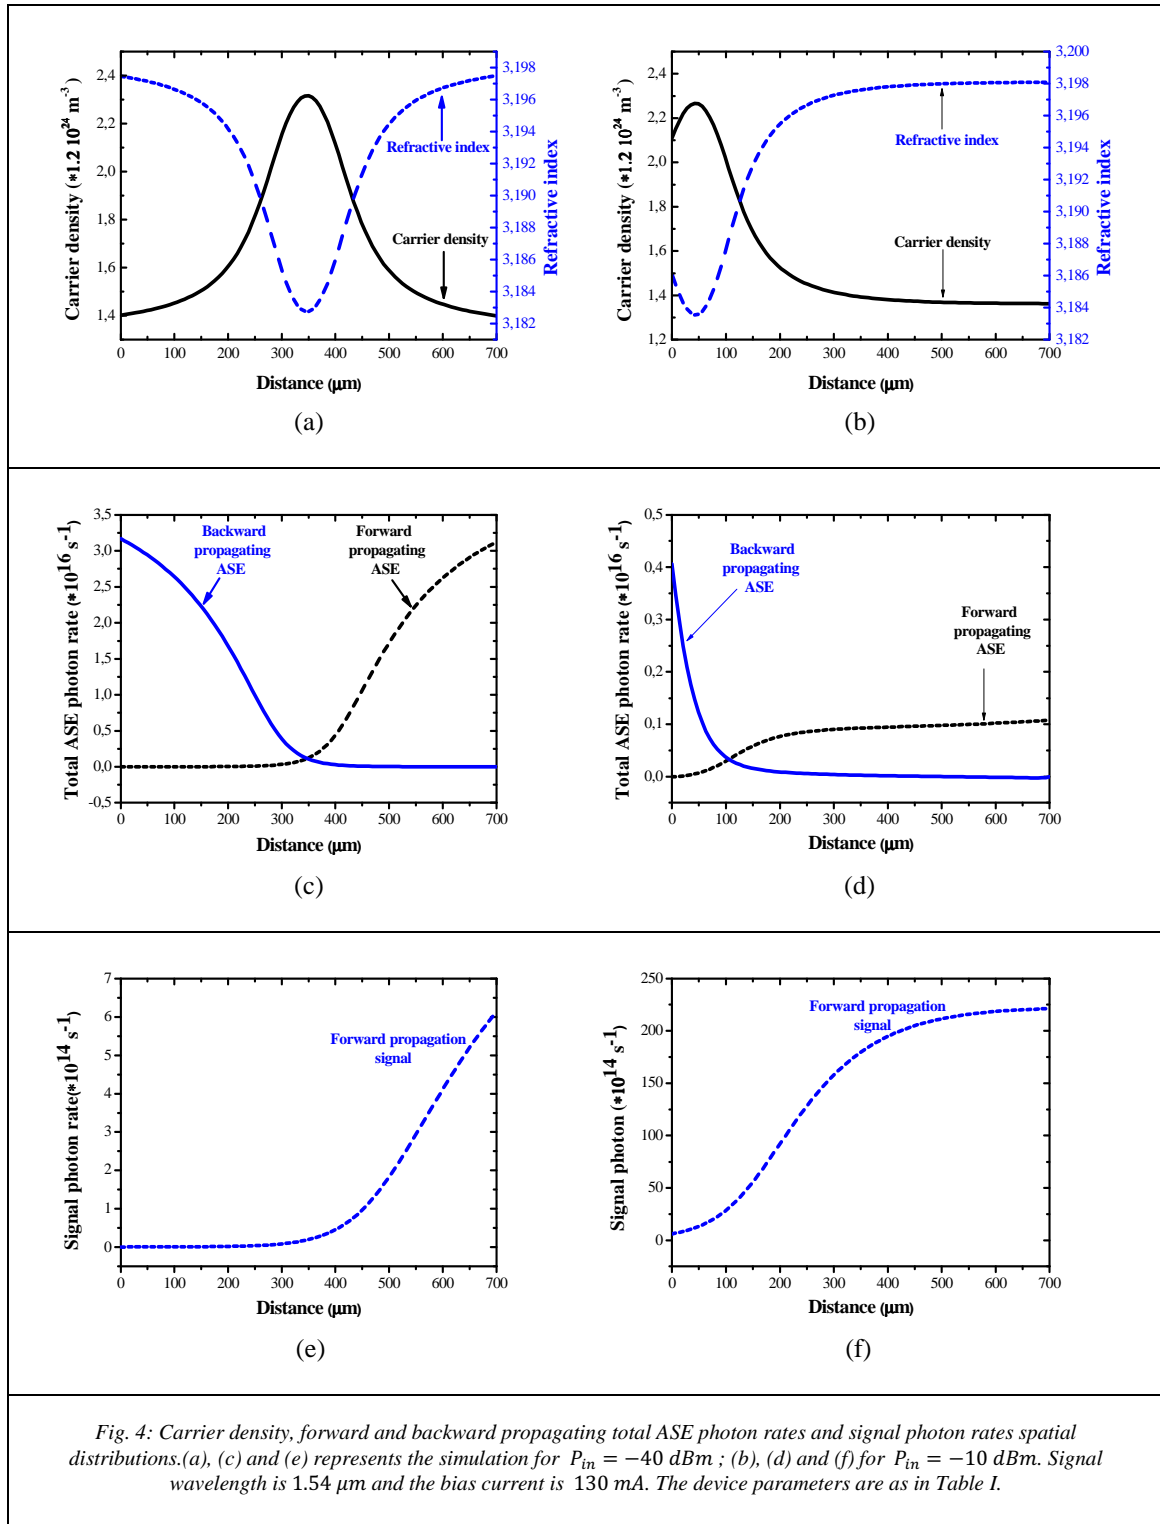 2,4
2,2
2,0
1,8
1,6
1,4
Carrier density (*1.2 10^24 m^-3)
3,198
3,196
3,194
3,192
3,190
3,188
3,186
3,184
3,182
Refractive index
Refractive index
Carrier density
0 100 200 300 400 500 600 700
Distance (μm)
(a)
2,4
2,2
2,0
1,8
1,6
1,4
1,2
Carrier density (*1.2 10^24 m^-3)
3,200
3,198
3,196
3,194
3,192
3,190
3,188
3,186
3,184
3,182
Refractive index
Refractive index
Carrier density
0 100 200 300 400 500 600 700
Distance (μm)
(b)
3,5
3,0
2,5
2,0
1,5
1,0
0,5
0,0
-0,5
Total ASE photon rate (*10^16 s^-1)
Backward
propagating
ASE
Forward
propagating
ASE
0 100 200 300 400 500 600 700
Distance (μm)
(c)
0,5
0,4
0,3
0,2
0,1
0,0
Total ASE photon rate (*10^16 s^-1)
Backward
propagating
ASE
Forward
propagating
ASE
0 100 200 300 400 500 600 700
Distance (μm)
(d)
7
6
5
4
3
2
1
0
Signal photon rate(*10^14 s^-1)
Forward propagation
signal
0 100 200 300 400 500 600 700
Distance (μm)
(e)
250
200
150
100
50
0
Signal photon (*10^14 s^-1)
Forward propagation
signal
0 100 200 300 400 500 600 700
Distance (μm)
(f)
Fig. 4: Carrier density, forward and backward propagating total ASE photon rates and signal photon rates spatial
distributions.(a), (c) and (e) represents the simulation for P_in = −40 dBm ; (b), (d) and (f) for P_in = −10 dBm. Signal
wavelength is 1.54 μm and the bias current is 130 mA. The device parameters are as in Table I.